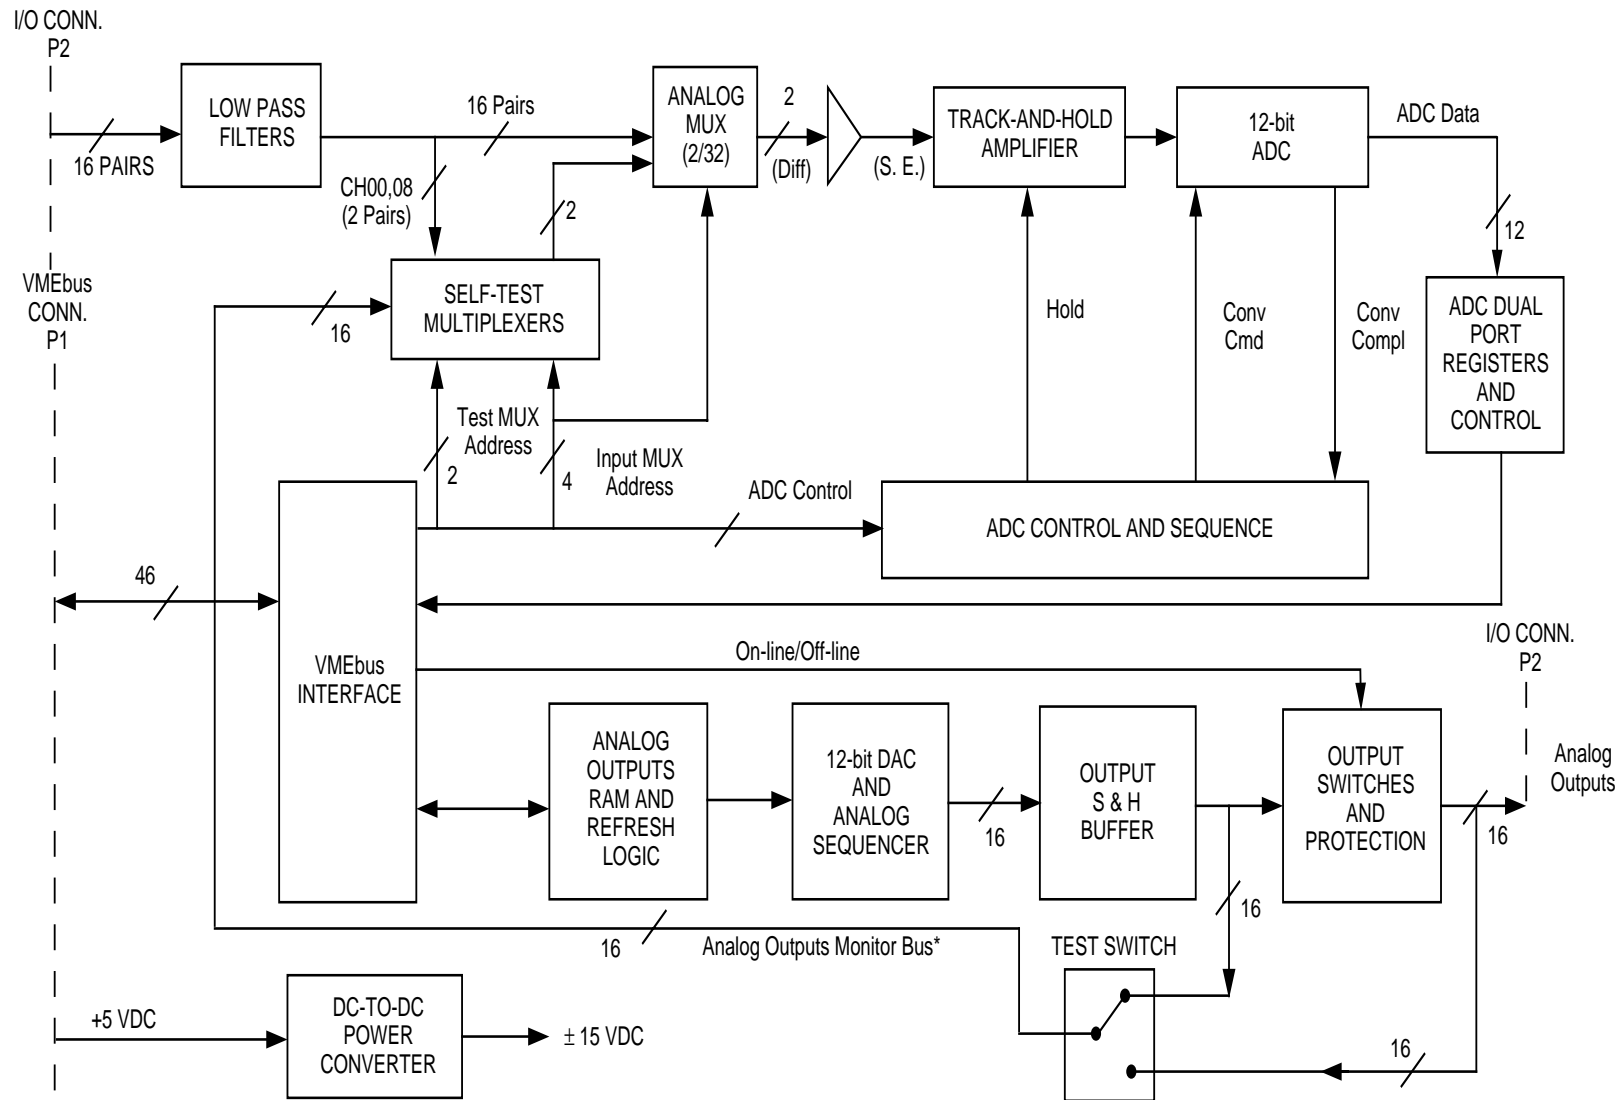 I/O CONN.
P2
LOW PASS
FILTERS
16 PAIRS
16 Pairs
CH00,08
(2 Pairs)
2
ANALOG
MUX
(2/32)
2
(Diff)
(S. E.)
TRACK-AND-HOLD
AMPLIFIER
12-bit
ADC
ADC Data
12
VMEbus
CONN.
P1
16
SELF-TEST
MULTIPLEXERS
Hold
Conv
Cmd
Conv
Compl
ADC DUAL
PORT
REGISTERS
AND
CONTROL
Test MUX
Address
2
4
Input MUX
Address
ADC Control
ADC CONTROL AND SEQUENCE
46
VMEbus
INTERFACE
On-line/Off-line
I/O CONN.
P2
ANALOG
OUTPUTS
RAM AND
REFRESH
LOGIC
12-bit DAC
AND
ANALOG
SEQUENCER
16
OUTPUT
S & H
BUFFER
OUTPUT
SWITCHES
AND
PROTECTION
Analog
Outputs
16
16
16
Analog Outputs Monitor Bus*
TEST SWITCH
16
+5 VDC
DC-TO-DC
POWER
CONVERTER
± 15 VDC